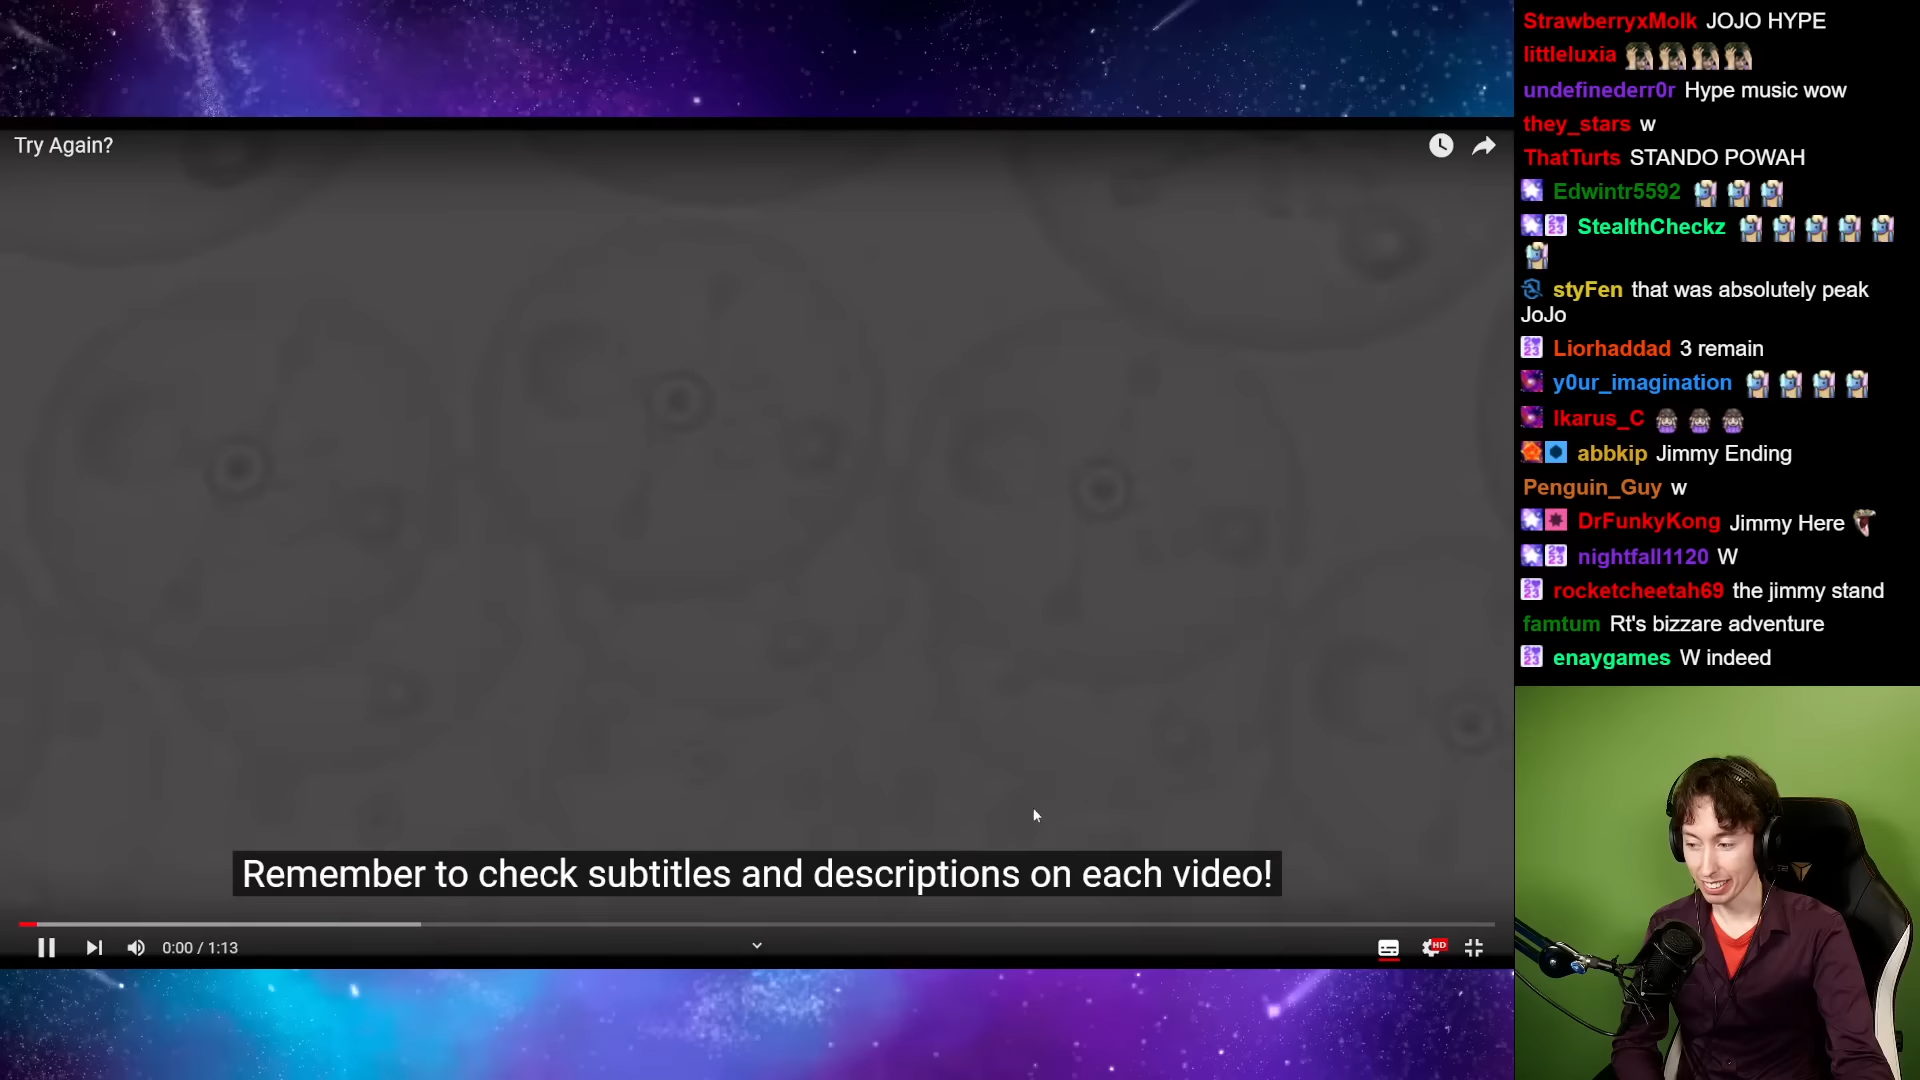 Try Again?
Remember to check subtitles and descriptions on each video!
0:00 / 1:13
HD
StrawberryxMolk JOJO HYPE
littleluxia
undefinederr0r Hype music wow
they_stars w
ThatTurts STANDO POWAH
Edwintr5592
StealthCheckz
styFen that was absolutely peak
JoJo
Liorhaddad 3 remain
y0ur_imagination
Ikarus_C
abbkip Jimmy Ending
Penguin_Guy w
DrFunkyKong Jimmy Here
nightfall1120 W
rocketcheetah69 the jimmy stand
famtum Rt's bizzare adventure
enaygames W indeed